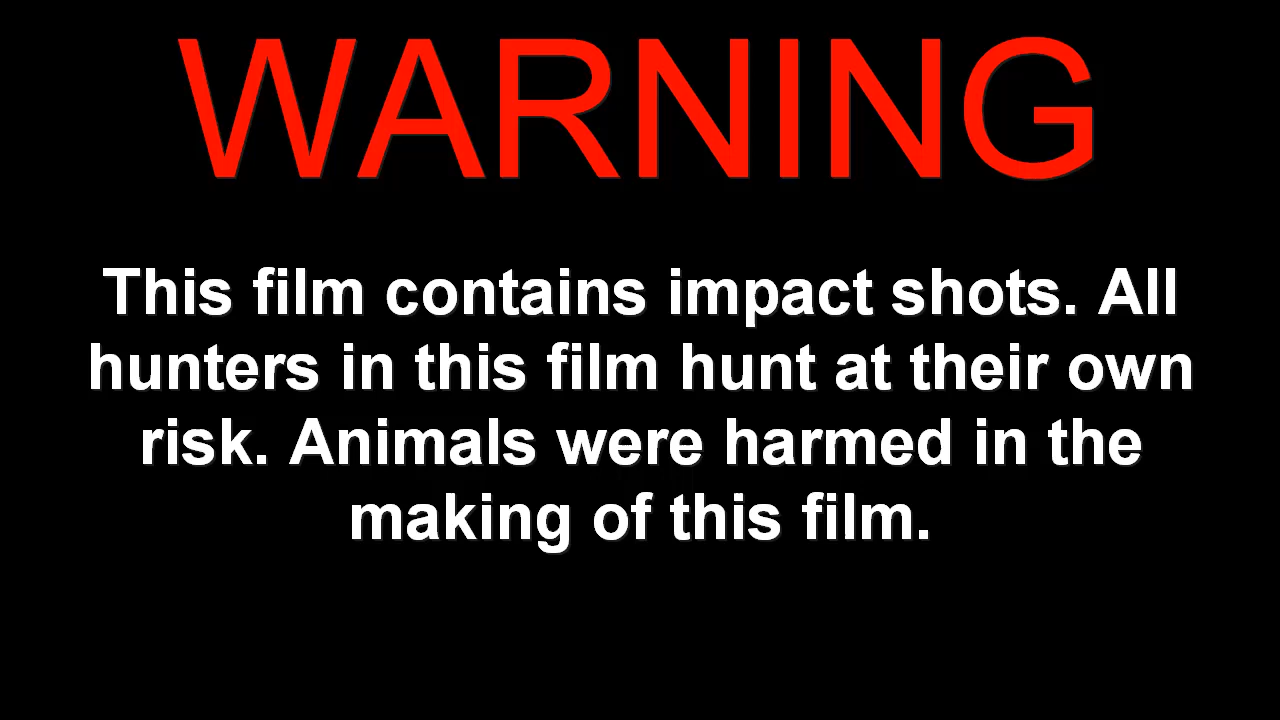 WARNING
This film contains impact shots. All
hunters in this film hunt at their own
risk. Animals were harmed in the
making of this film.